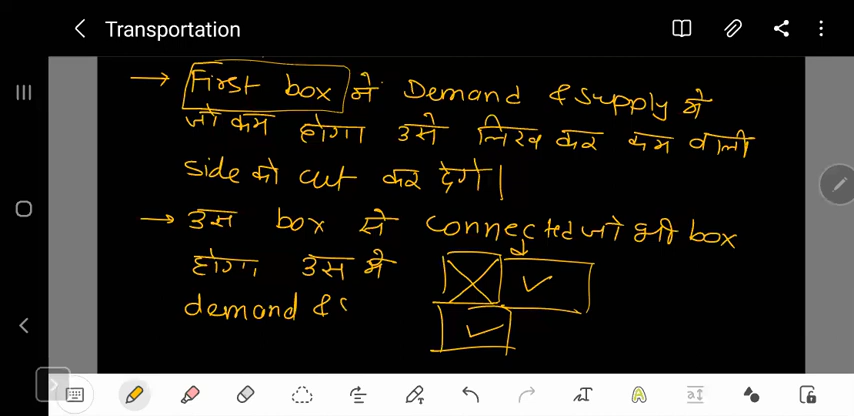 Transportation
→ First box में Demand & Supply मे
जो कम होगा उसे लिख कर कम वाली
side को cut कर देंगे|
→ उस box से connected जो भी box
होगा उस मे
demand & S